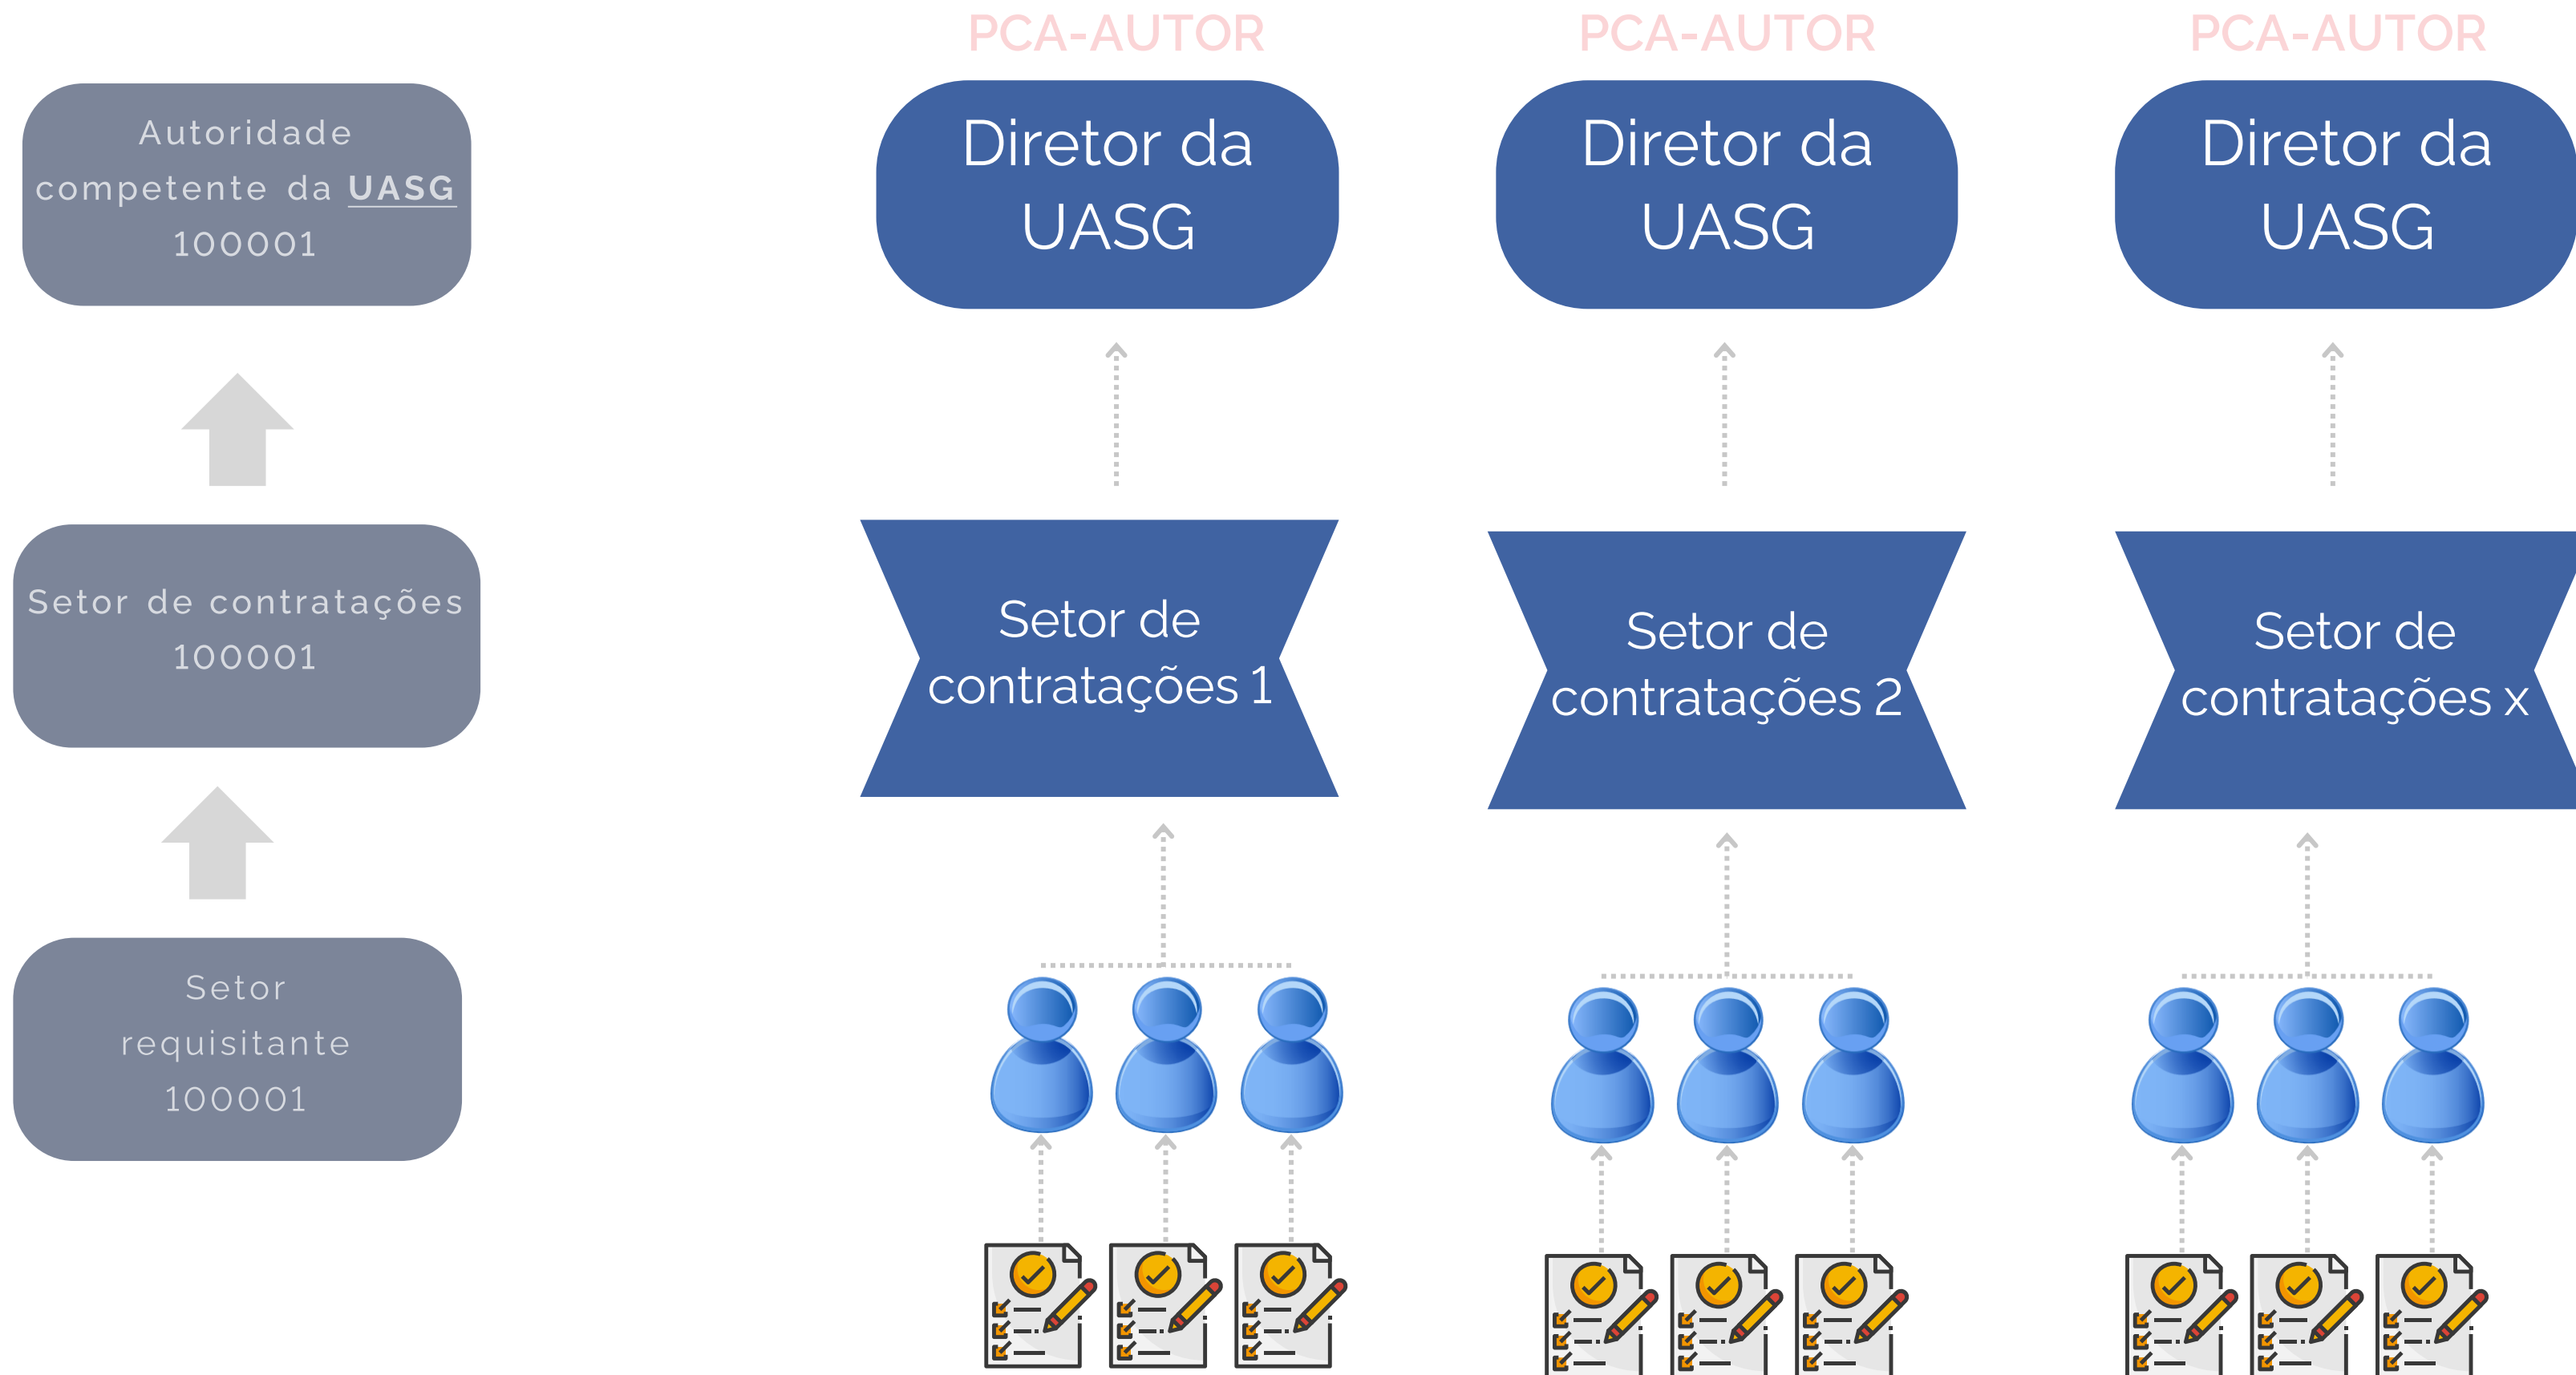 PCA-AUTOR
PCA-AUTOR
PCA-AUTOR
Autoridade
competente da UASG
100001
Diretor da
UASG
Diretor da
UASG
Diretor da
UASG
Setor de contratações
100001
Setor de
contratações 1
Setor de
contratações 2
Setor de
contratações x
Setor
requisitante
100001